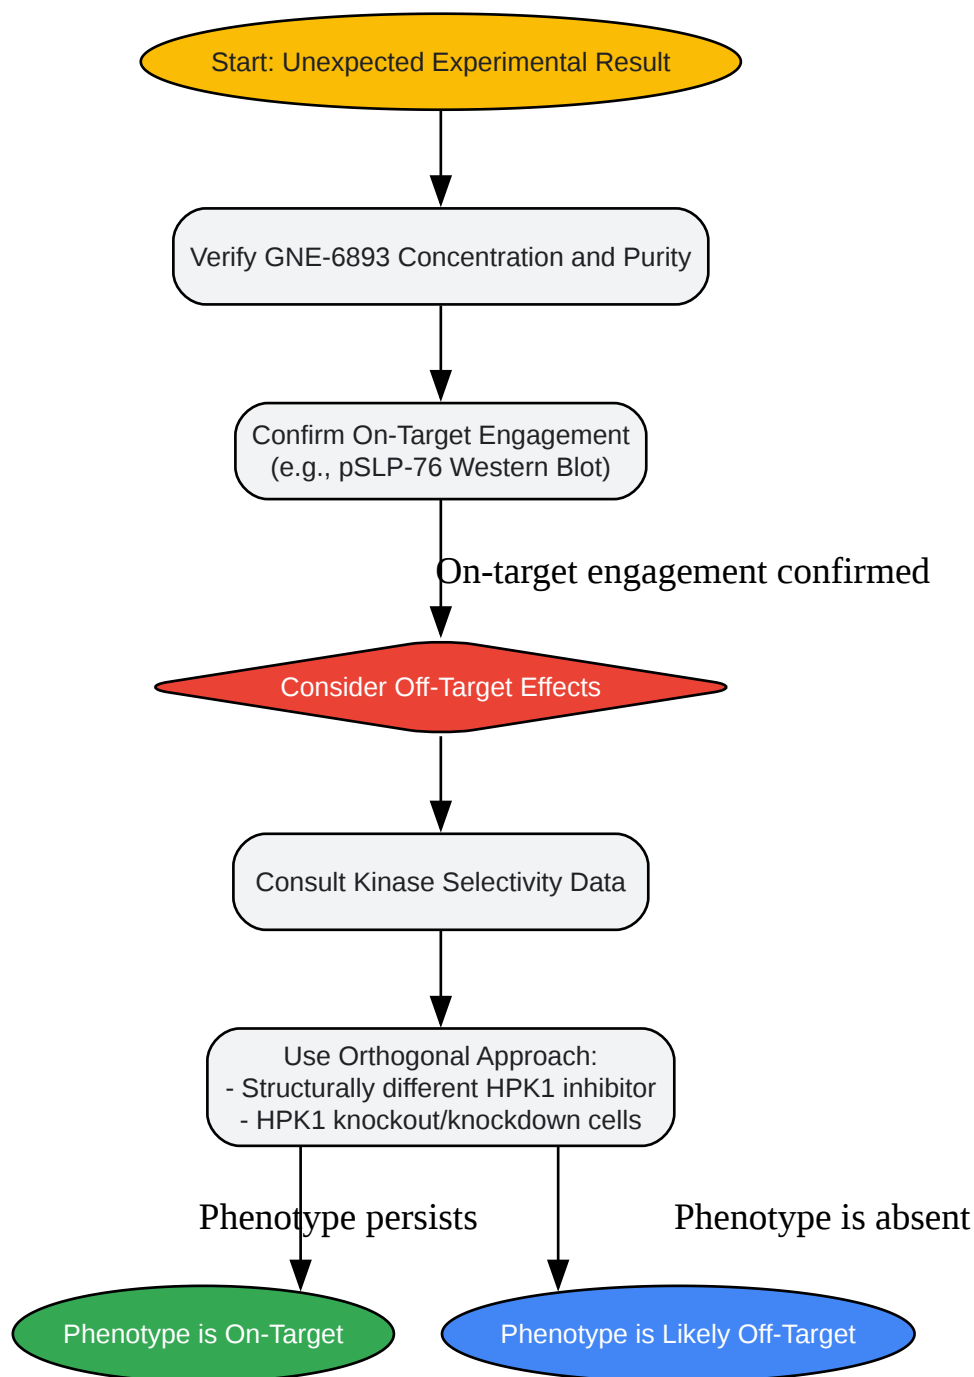 Start: Unexpected Experimental Result
Verify GNE-6893 Concentration and Purity
Confirm On-Target Engagement
(e.g., pSLP-76 Western Blot)
On-target engagement confirmed
Consider Off-Target Effects
Consult Kinase Selectivity Data
Use Orthogonal Approach:
- Structurally different HPK1 inhibitor
- HPK1 knockout/knockdown cells
Phenotype persists
Phenotype is absent
Phenotype is On-Target
Phenotype is Likely Off-Target